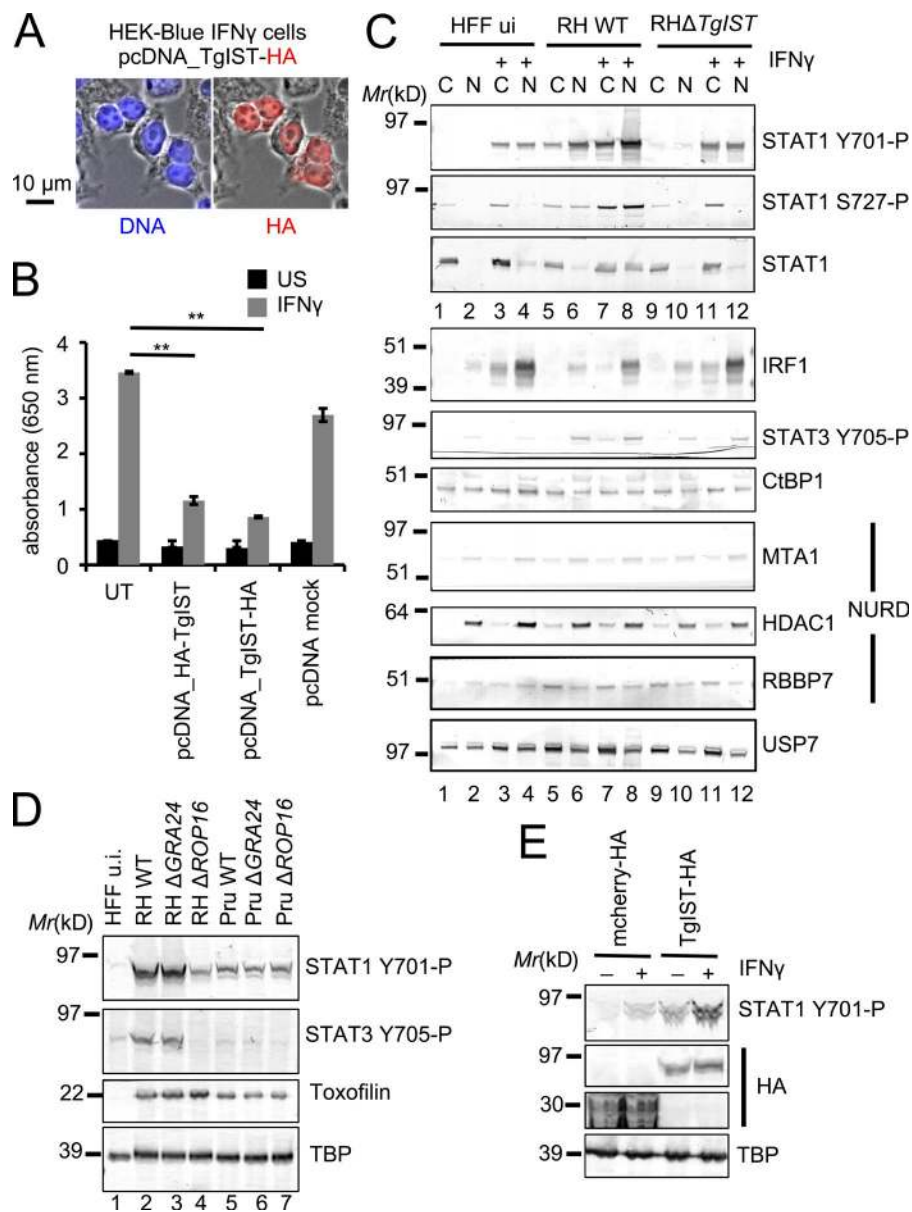 A
HEK-Blue IFNγ cells
pcDNA_TgIST-HA
10 µm
DNA
HA
B
US
IFNγ
**
**
absorbance (650 nm)
4
3
2
1
0
UT
pcDNA_HA-TgIST
pcDNA_TgIST-HA
pcDNA mock
C
HFF ui
RH WT
RHΔTgIST
+ + + + + + IFNγ
C N C N C N C N C N C N
Mr(kD)
97
STAT1 Y701-P
97
STAT1 S727-P
STAT1
1 2 3 4 5 6 7 8 9 10 11 12
51
39
IRF1
97
STAT3 Y705-P
51
CtBP1
97
51
MTA1
64
HDAC1
NURD
51
RBBP7
97
USP7
1 2 3 4 5 6 7 8 9 10 11 12
D
HFF u.i.
RH WT
RH ΔGRA24
RH ΔROP16
Pru WT
Pru ΔGRA24
Pru ΔROP16
Mr(kD)
97
STAT1 Y701-P
97
STAT3 Y705-P
22
Toxofilin
39
TBP
1 2 3 4 5 6 7
E
mcherry-HA
TgIST-HA
Mr(kD)
– + – + IFNγ
97
STAT1 Y701-P
97
30
HA
39
TBP